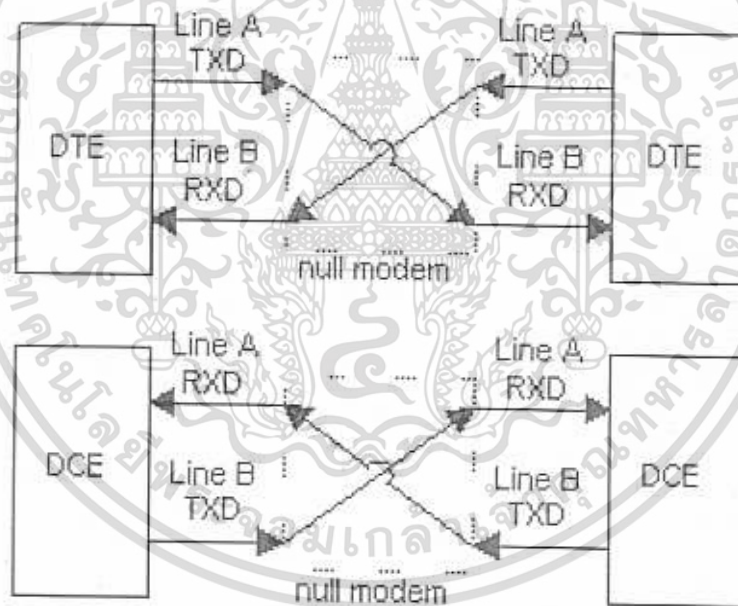 Line A Line A
TXD TXD
DTE Line B Line B DTE
RXD RXD
null modem
Line A Line A
RXD RXD
DCE Line B Line B DCE
TXD TXD
null modem